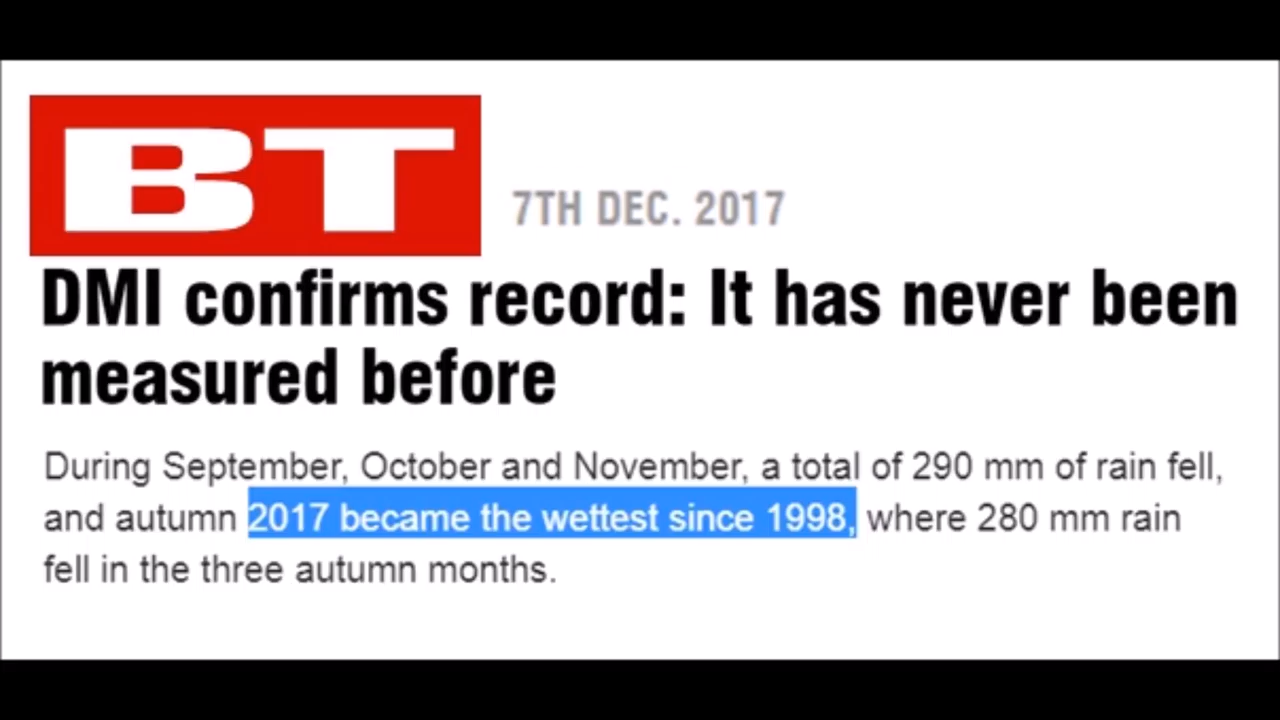 BT
7TH DEC. 2017
DMI confirms record: It has never been
measured before
During September, October and November, a total of 290 mm of rain fell,
and autumn 2017 became the wettest since 1998, where 280 mm rain
fell in the three autumn months.